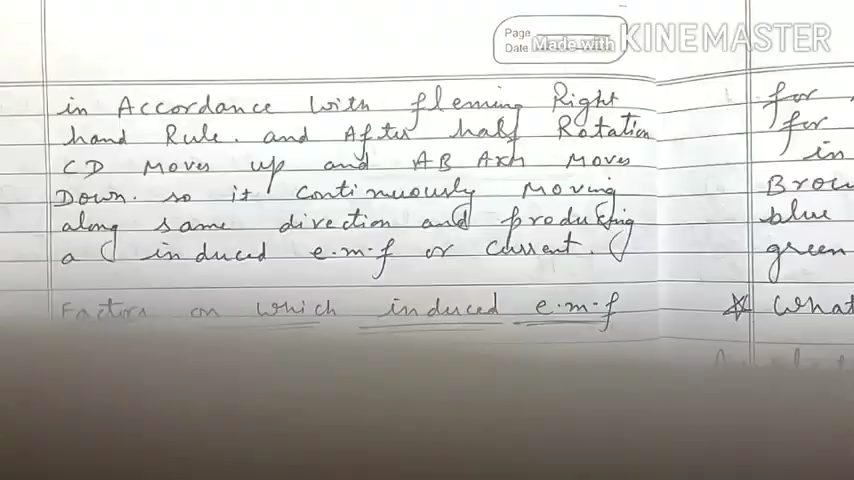 Page
Date
Made with KINEMASTER
in Accordance with fleming Right
hand Rule. and After half Rotation
CD Moves up and AB Axm Moves
Down. so it continuously moving
along same direction and producing
a induced e.m.f or current.
Factors on which induced e.m.f
for
for
in
Brow
blue
green
What